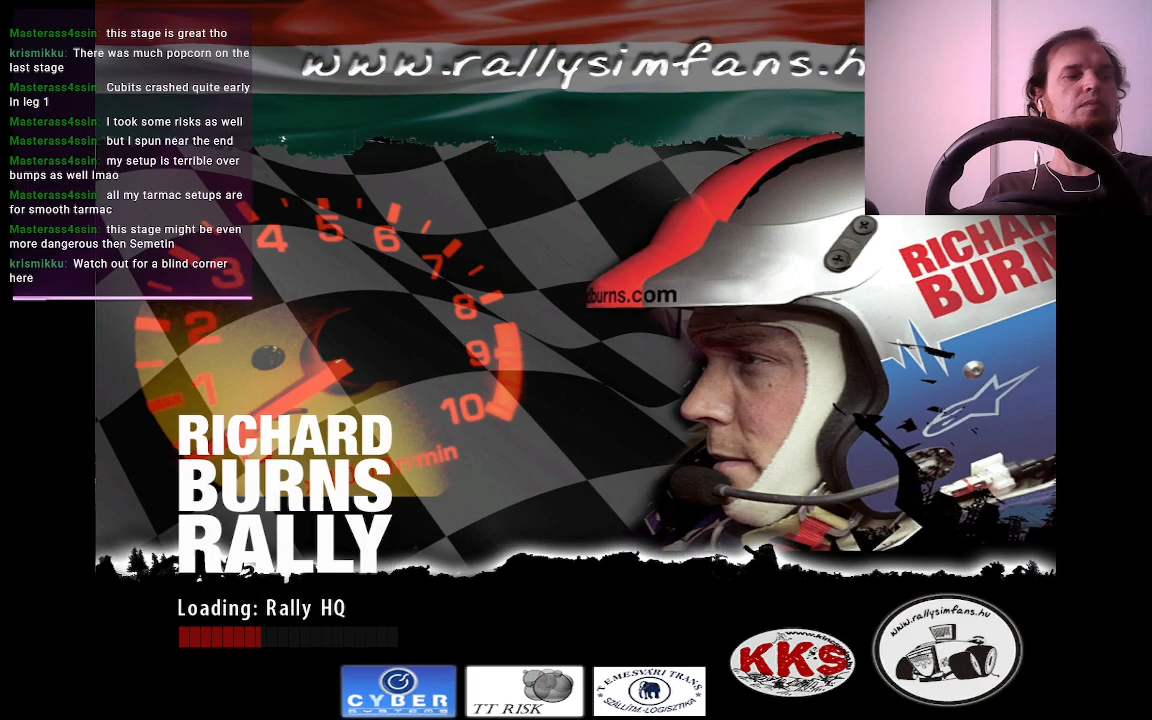 Masterass4ssin: this stage is great tho
krismikku: There was much popcorn on the
last stage
Masterass4ssin: Cubits crashed quite early
in leg 1
Masterass4ssin: I took some risks as well
Masterass4ssin: but I spun near the end
Masterass4ssin: my setup is terrible over
bumps as well lmao
Masterass4ssin: all my tarmac setups are
for smooth tarmac
Masterass4ssin: this stage might be even
more dangerous then Semetin
krismikku: Watch out for a blind corner
here
www.rallysimfans.h
1
2
3
4
5
6
7
8
9
10
r/min
burns.com
RICHAR
BURN
RICHARD
BURNS
RALLY
Loading: Rally HQ
CYBER
SYSTEMS
TT RISK
TEMESVÁRI TRANS
SZÁLLÍTM.-LOGISZTIKA
KKS
www.rallysimfans.hu